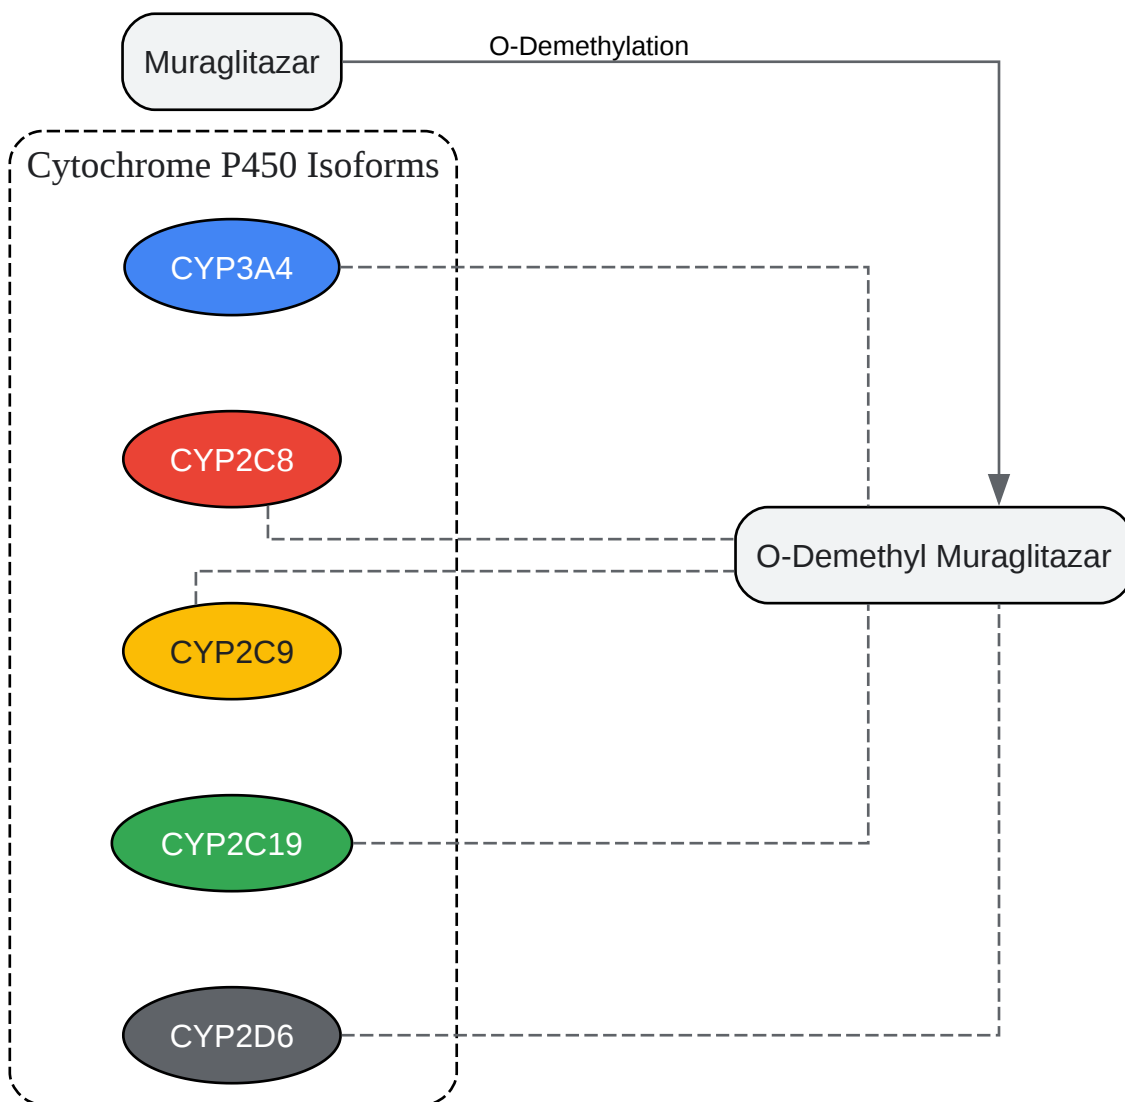 Muraglitazar
O-Demethylation
Cytochrome P450 Isoforms
CYP3A4
CYP2C8
O-Demethyl Muraglitazar
CYP2C9
CYP2C19
CYP2D6